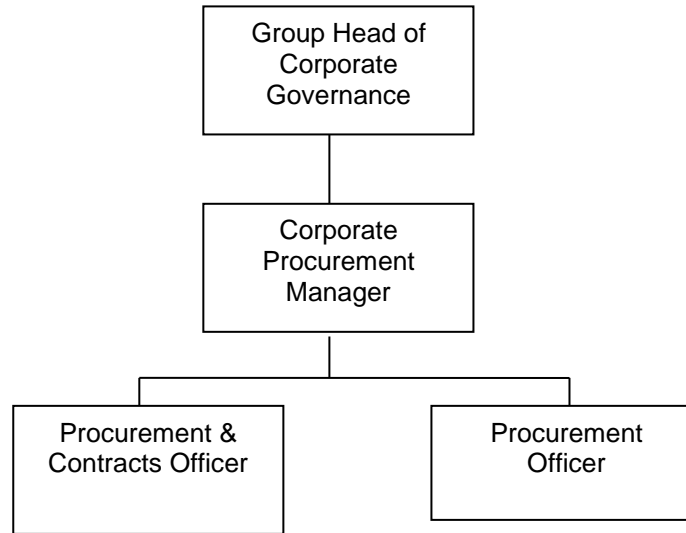 Group Head of
Corporate
Governance
Corporate
Procurement
Manager
Procurement &
Contracts Officer
Procurement
Officer